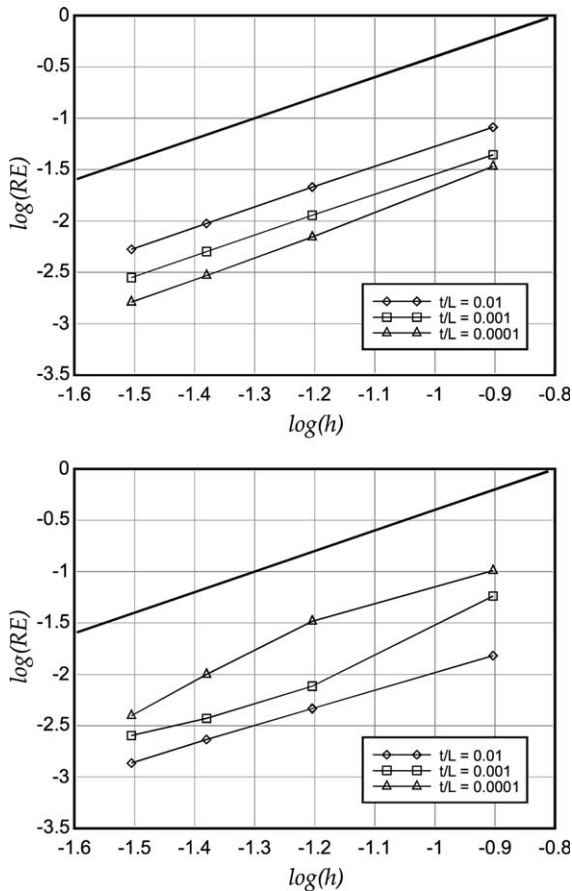 0
-0.5
-1
-1.5
-2
-2.5
-3
-3.5
log(RE)
t/L = 0.01
t/L = 0.001
t/L = 0.0001
-1.6 -1.5 -1.4 -1.3 -1.2 -1.1 -1 -0.9 -0.8
log(h)
0
-0.5
-1
-1.5
-2
-2.5
-3
-3.5
log(RE)
t/L = 0.01
t/L = 0.001
t/L = 0.0001
-1.6 -1.5 -1.4 -1.3 -1.2 -1.1 -1 -0.9 -0.8
log(h)